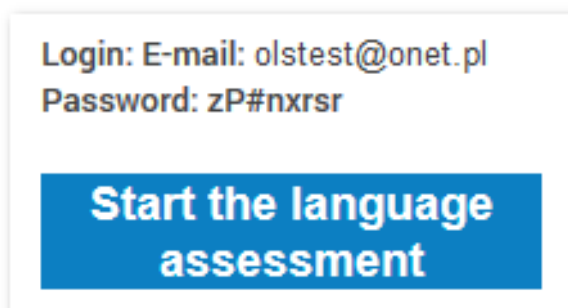 Login: E-mail: olstest@onet.pl
Password: zP#nxrsr
Start the language
assessment